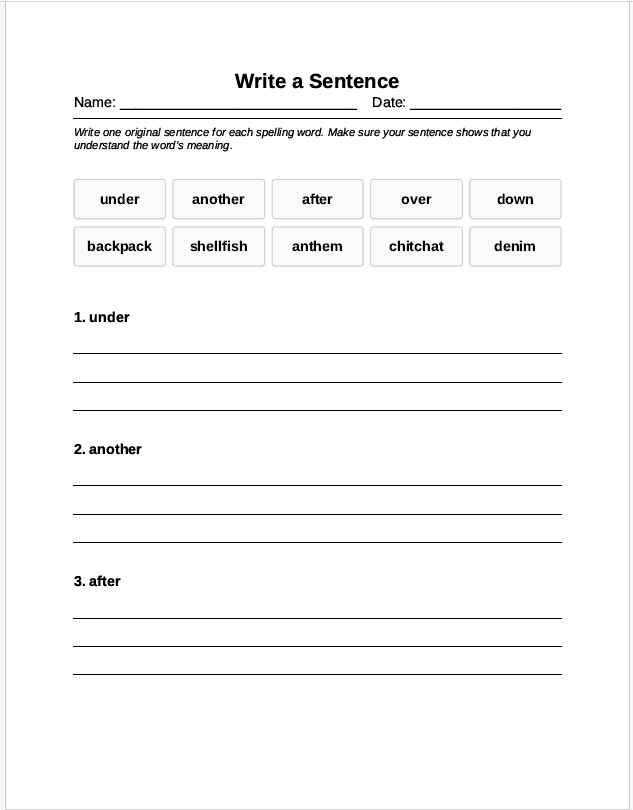 Write a Sentence
Name: ________________________________ Date: ____________________
Write one original sentence for each spelling word. Make sure your sentence shows that you
understand the word's meaning.
under another after over down
backpack shellfish anthem chitchat denim
1. under
2. another
3. after